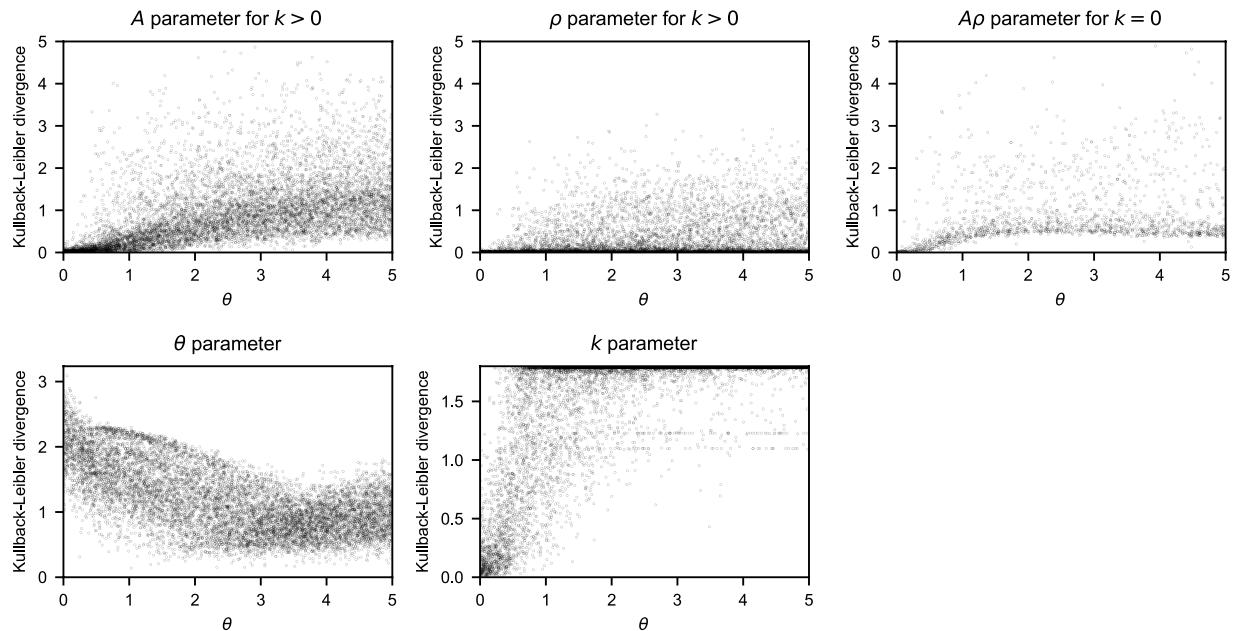 A parameter for k > 0
Kullback-Leibler divergence
5
4
3
2
1
0
0 1 2 3 4 5
θ
ρ parameter for k > 0
Kullback-Leibler divergence
5
4
3
2
1
0
0 1 2 3 4 5
θ
Aρ parameter for k = 0
Kullback-Leibler divergence
5
4
3
2
1
0
0 1 2 3 4 5
θ
θ parameter
Kullback-Leibler divergence
3
2
1
0
0 1 2 3 4 5
θ
k parameter
Kullback-Leibler divergence
1.5
1.0
0.5
0.0
0 1 2 3 4 5
θ